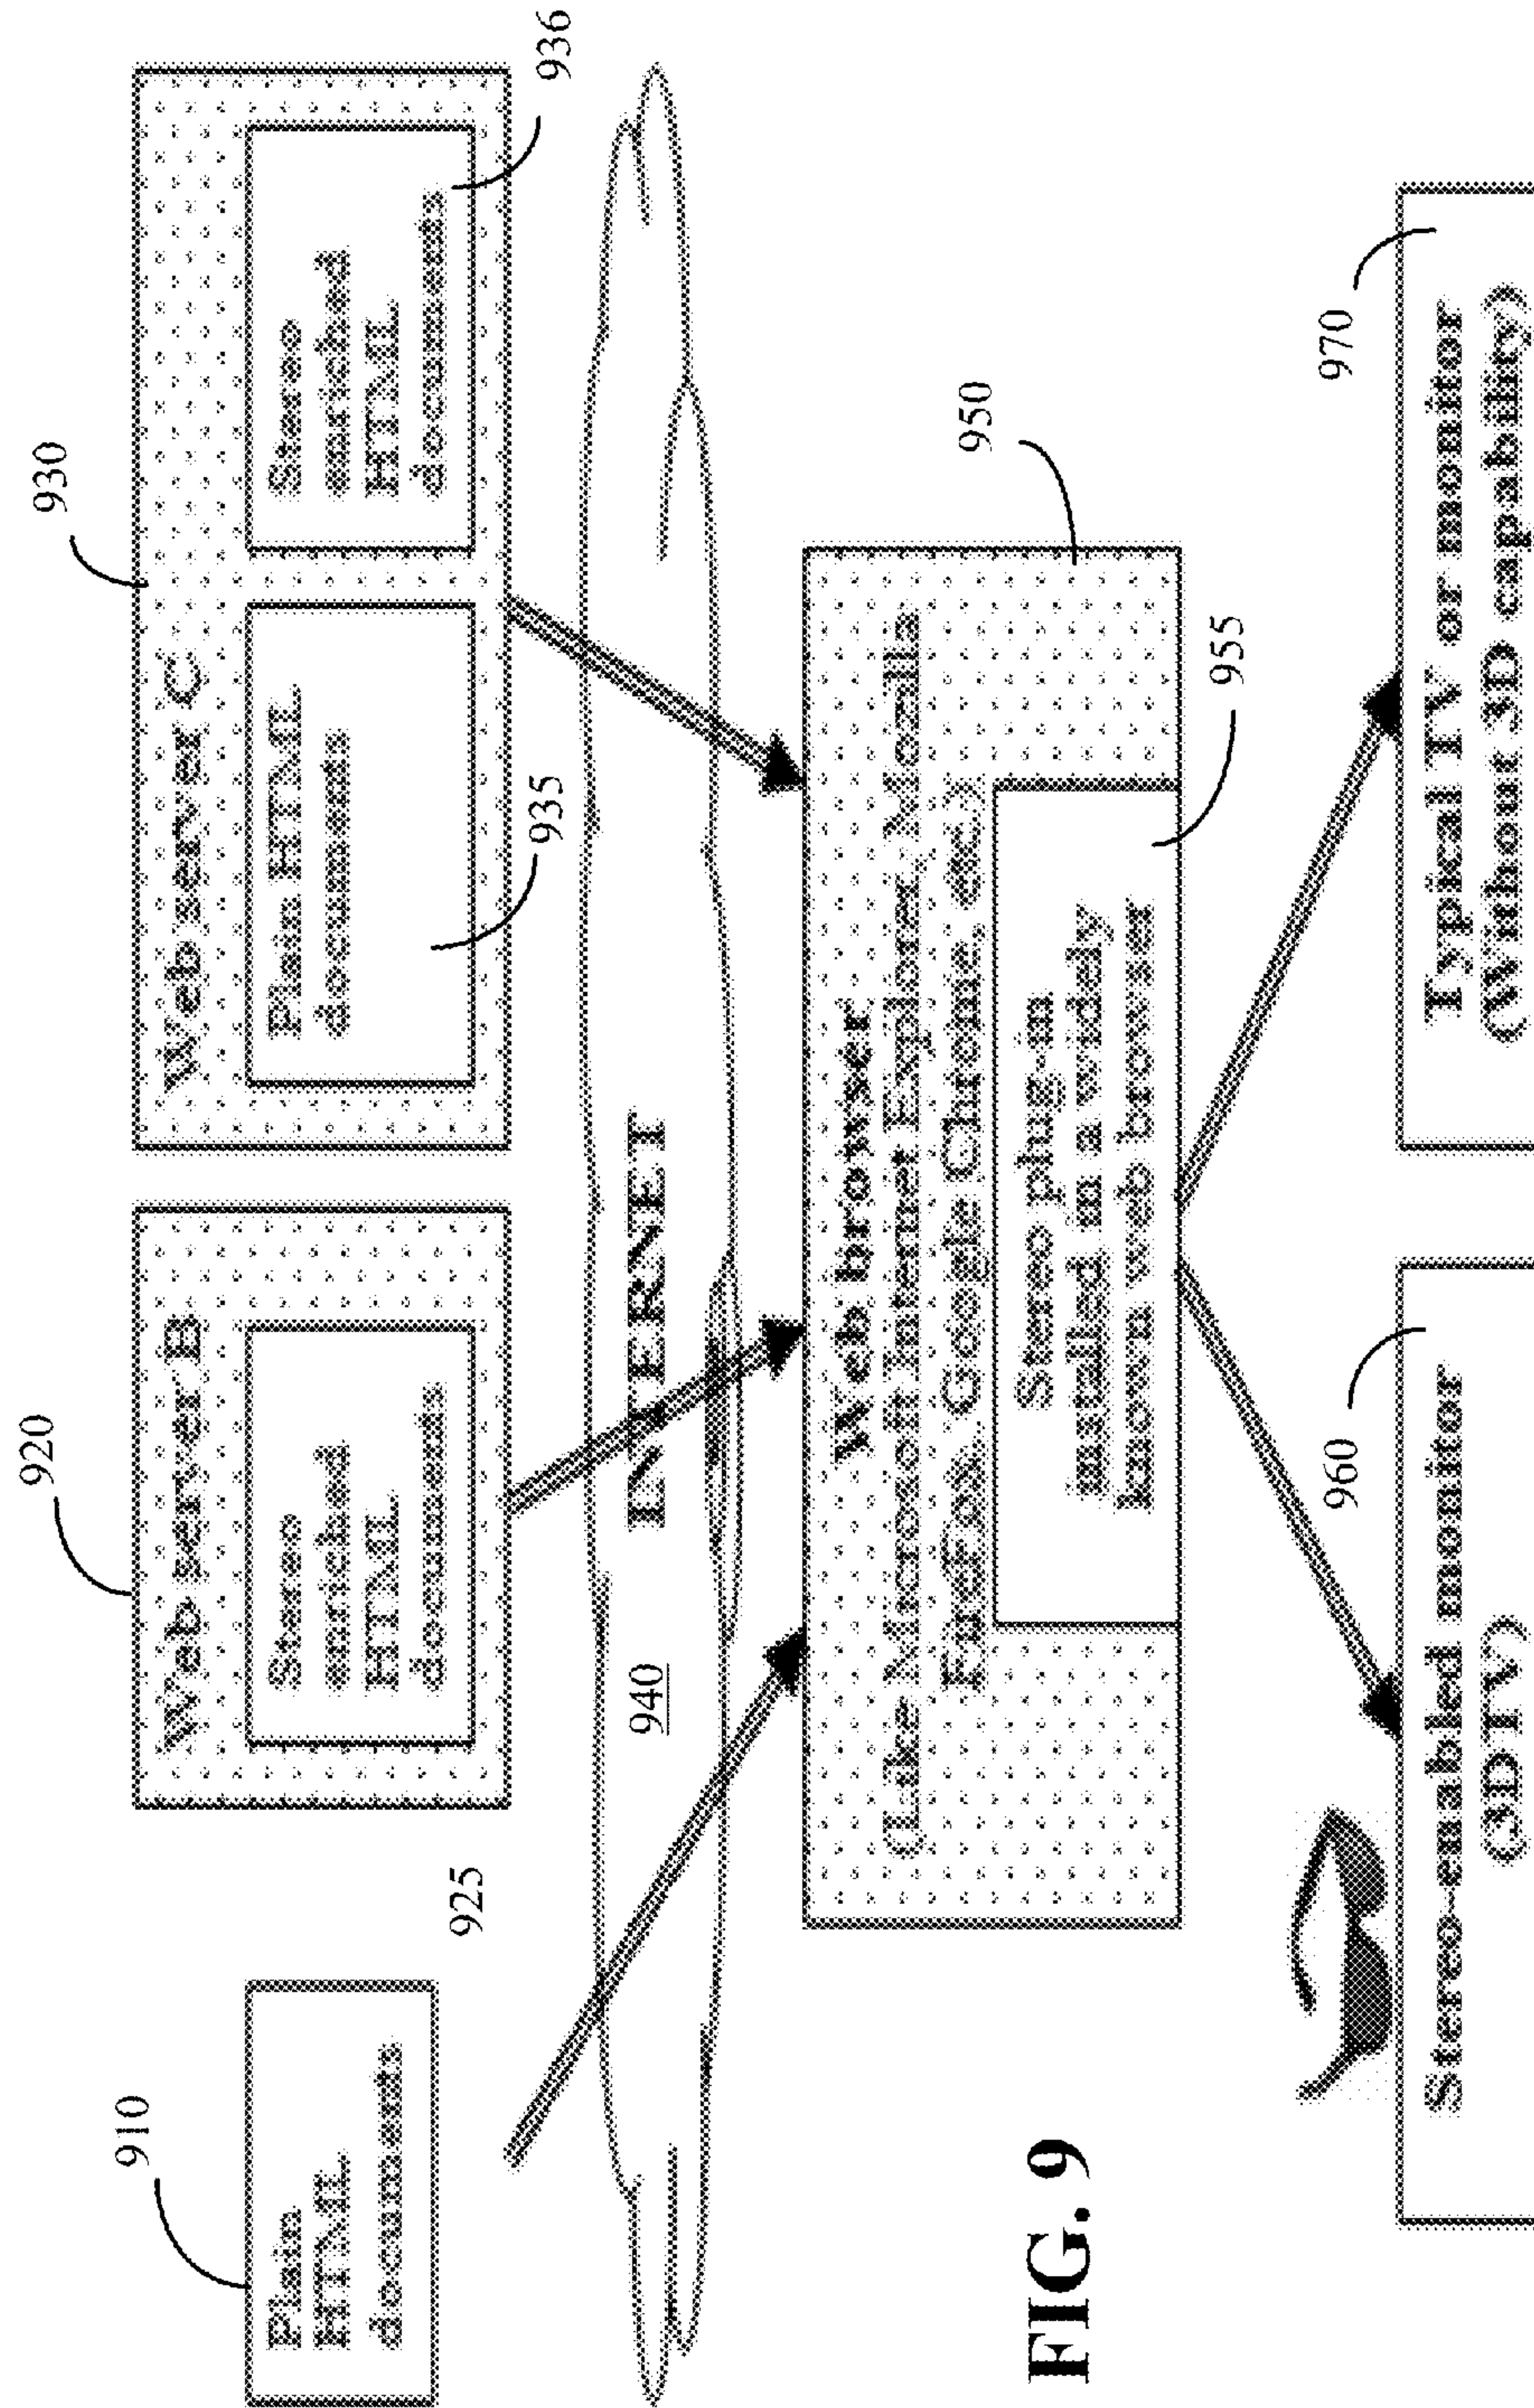 910
Plain
HTML
documents
920
Web server B
Stereo
enriched
HTML
documents
925
930
Web server C
Plain HTML
documents
935
Stereo
enriched
HTML
documents
936
INTERNET
940
Web browser
(Like Microsoft Internet Explorer, Mozilla
FireFox, Google Chrome, etc.)
950
Stereo plug-in
installed in a widely
known web browser
955
960
Stereo-enabled monitor
(3DTV)
970
Typical TV or monitor
(Without 3D capability)
FIG. 9